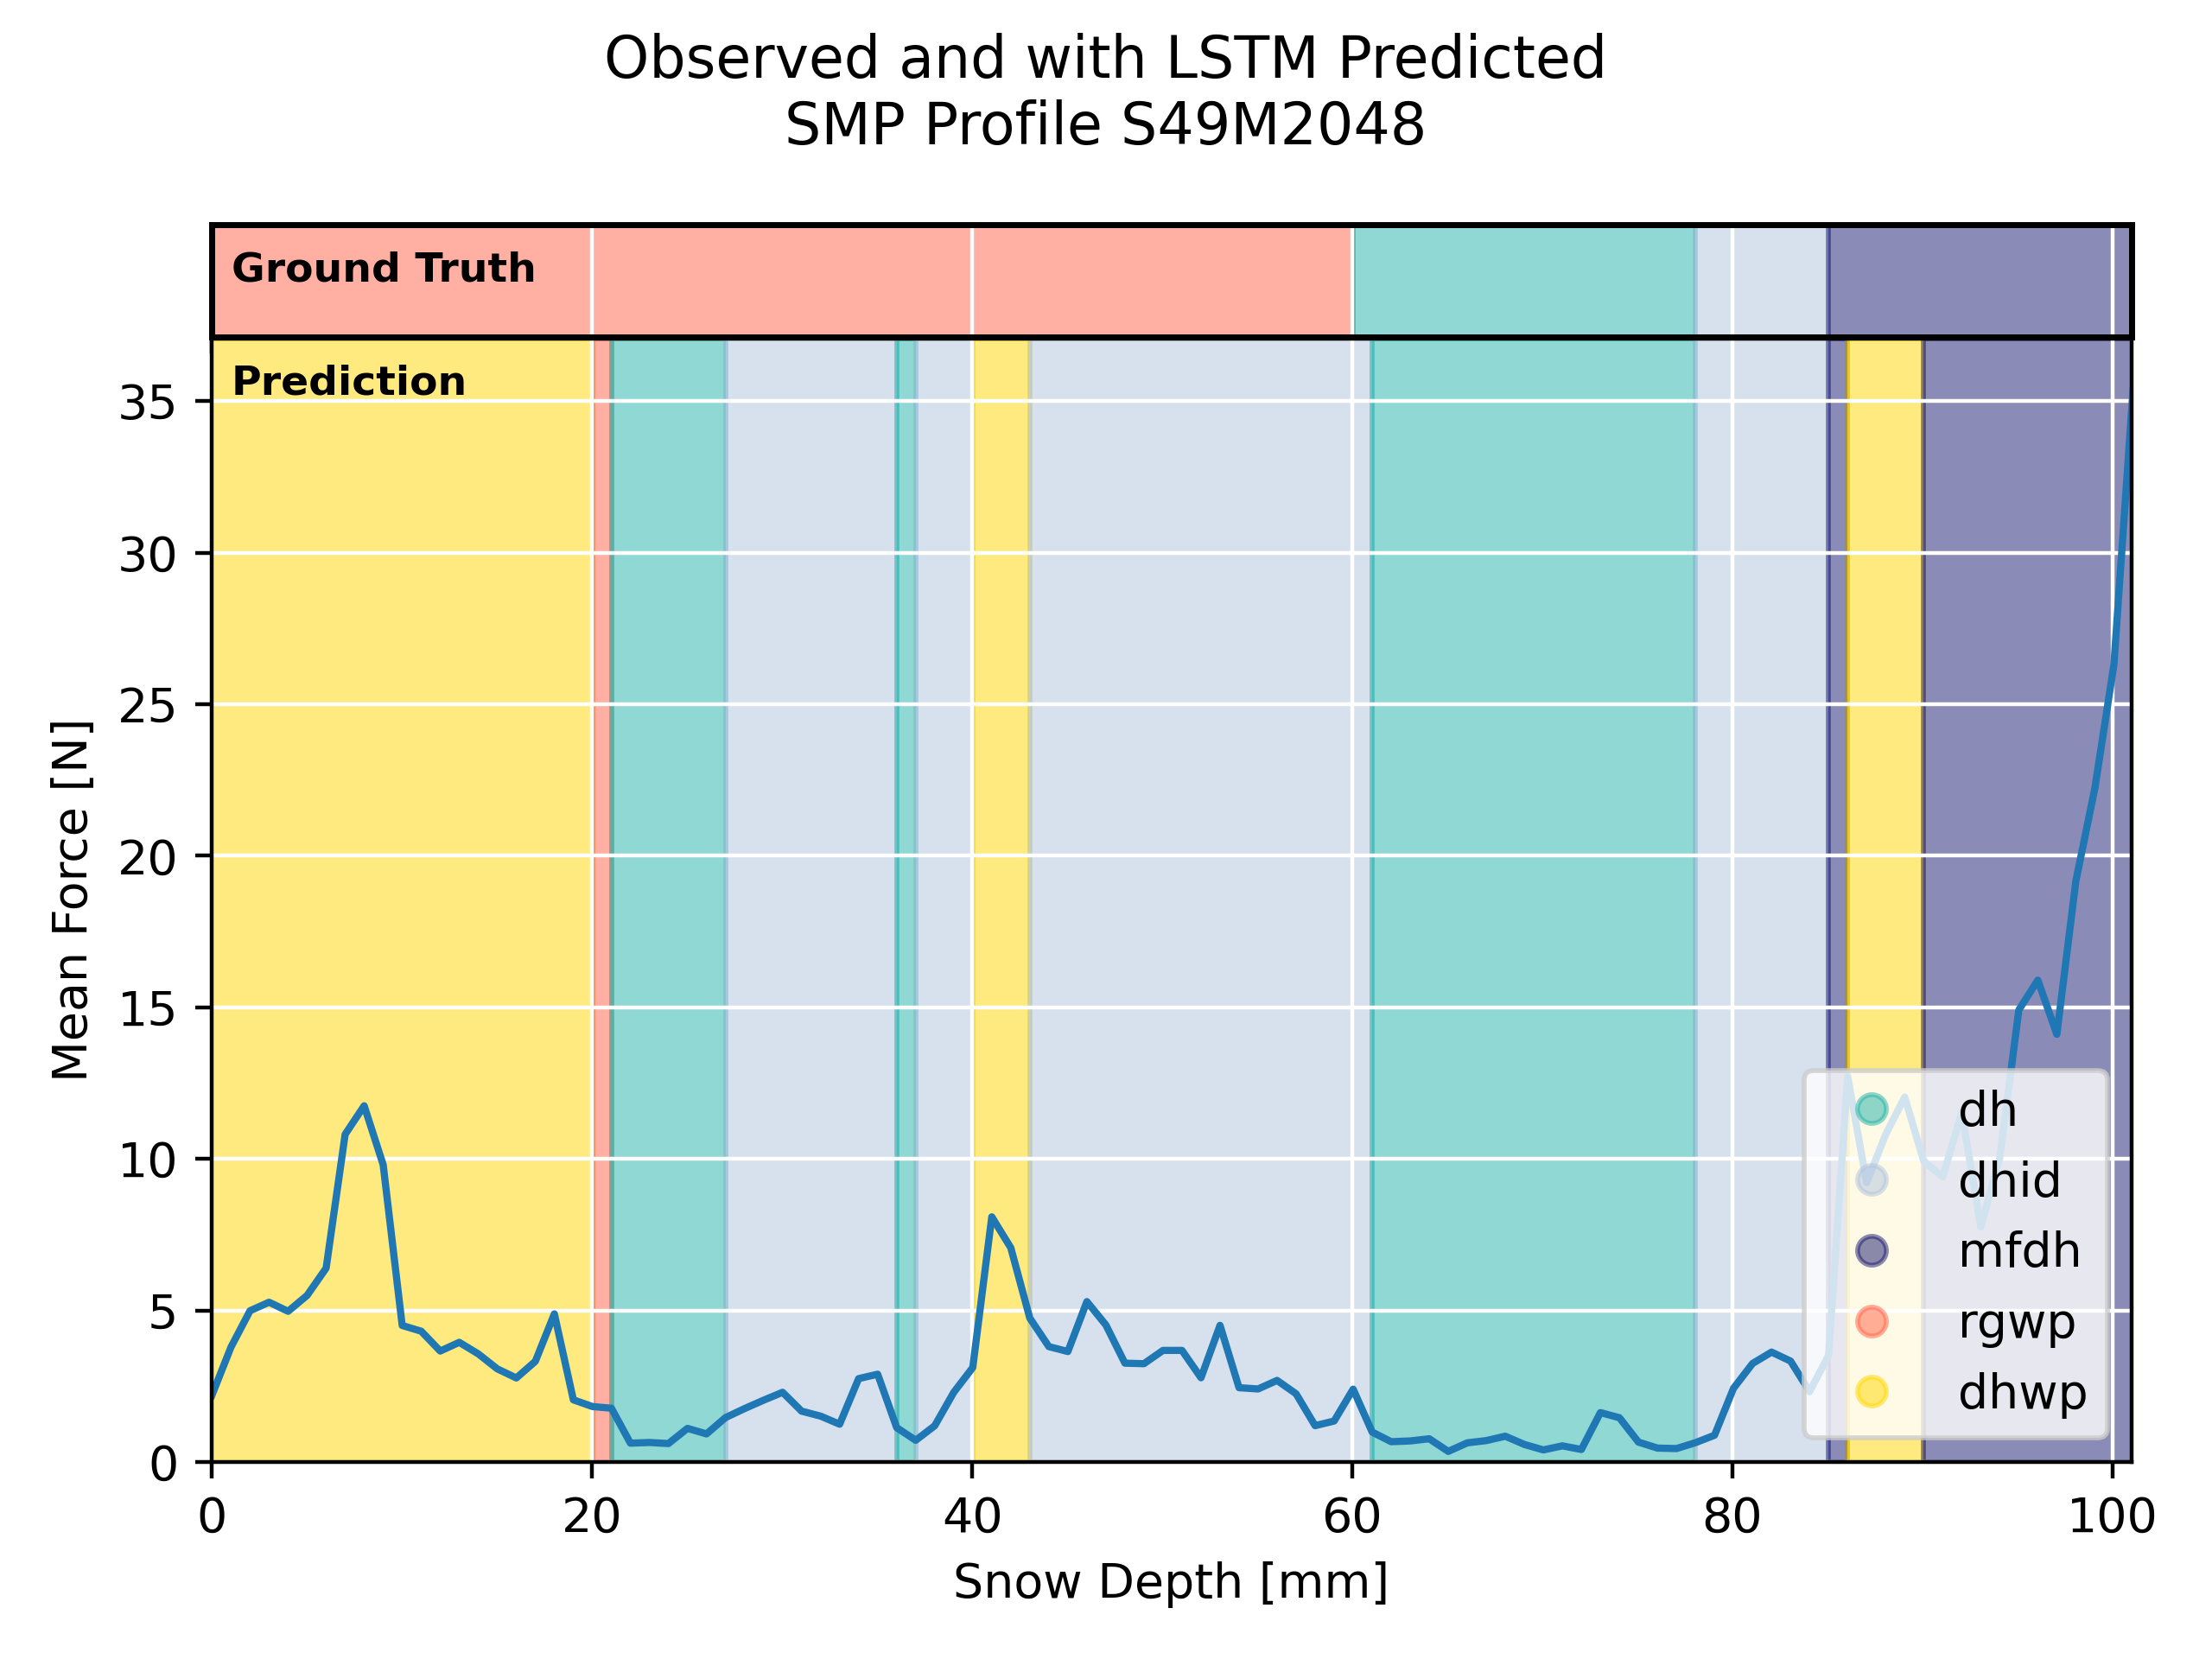 Observed and with LSTM Predicted
SMP Profile S49M2048
Ground Truth
Prediction
35
30
25
20
15
10
5
0
Mean Force [N]
dh
dhid
mfdh
rgwp
dhwp
0 20 40 60 80 100
Snow Depth [mm]